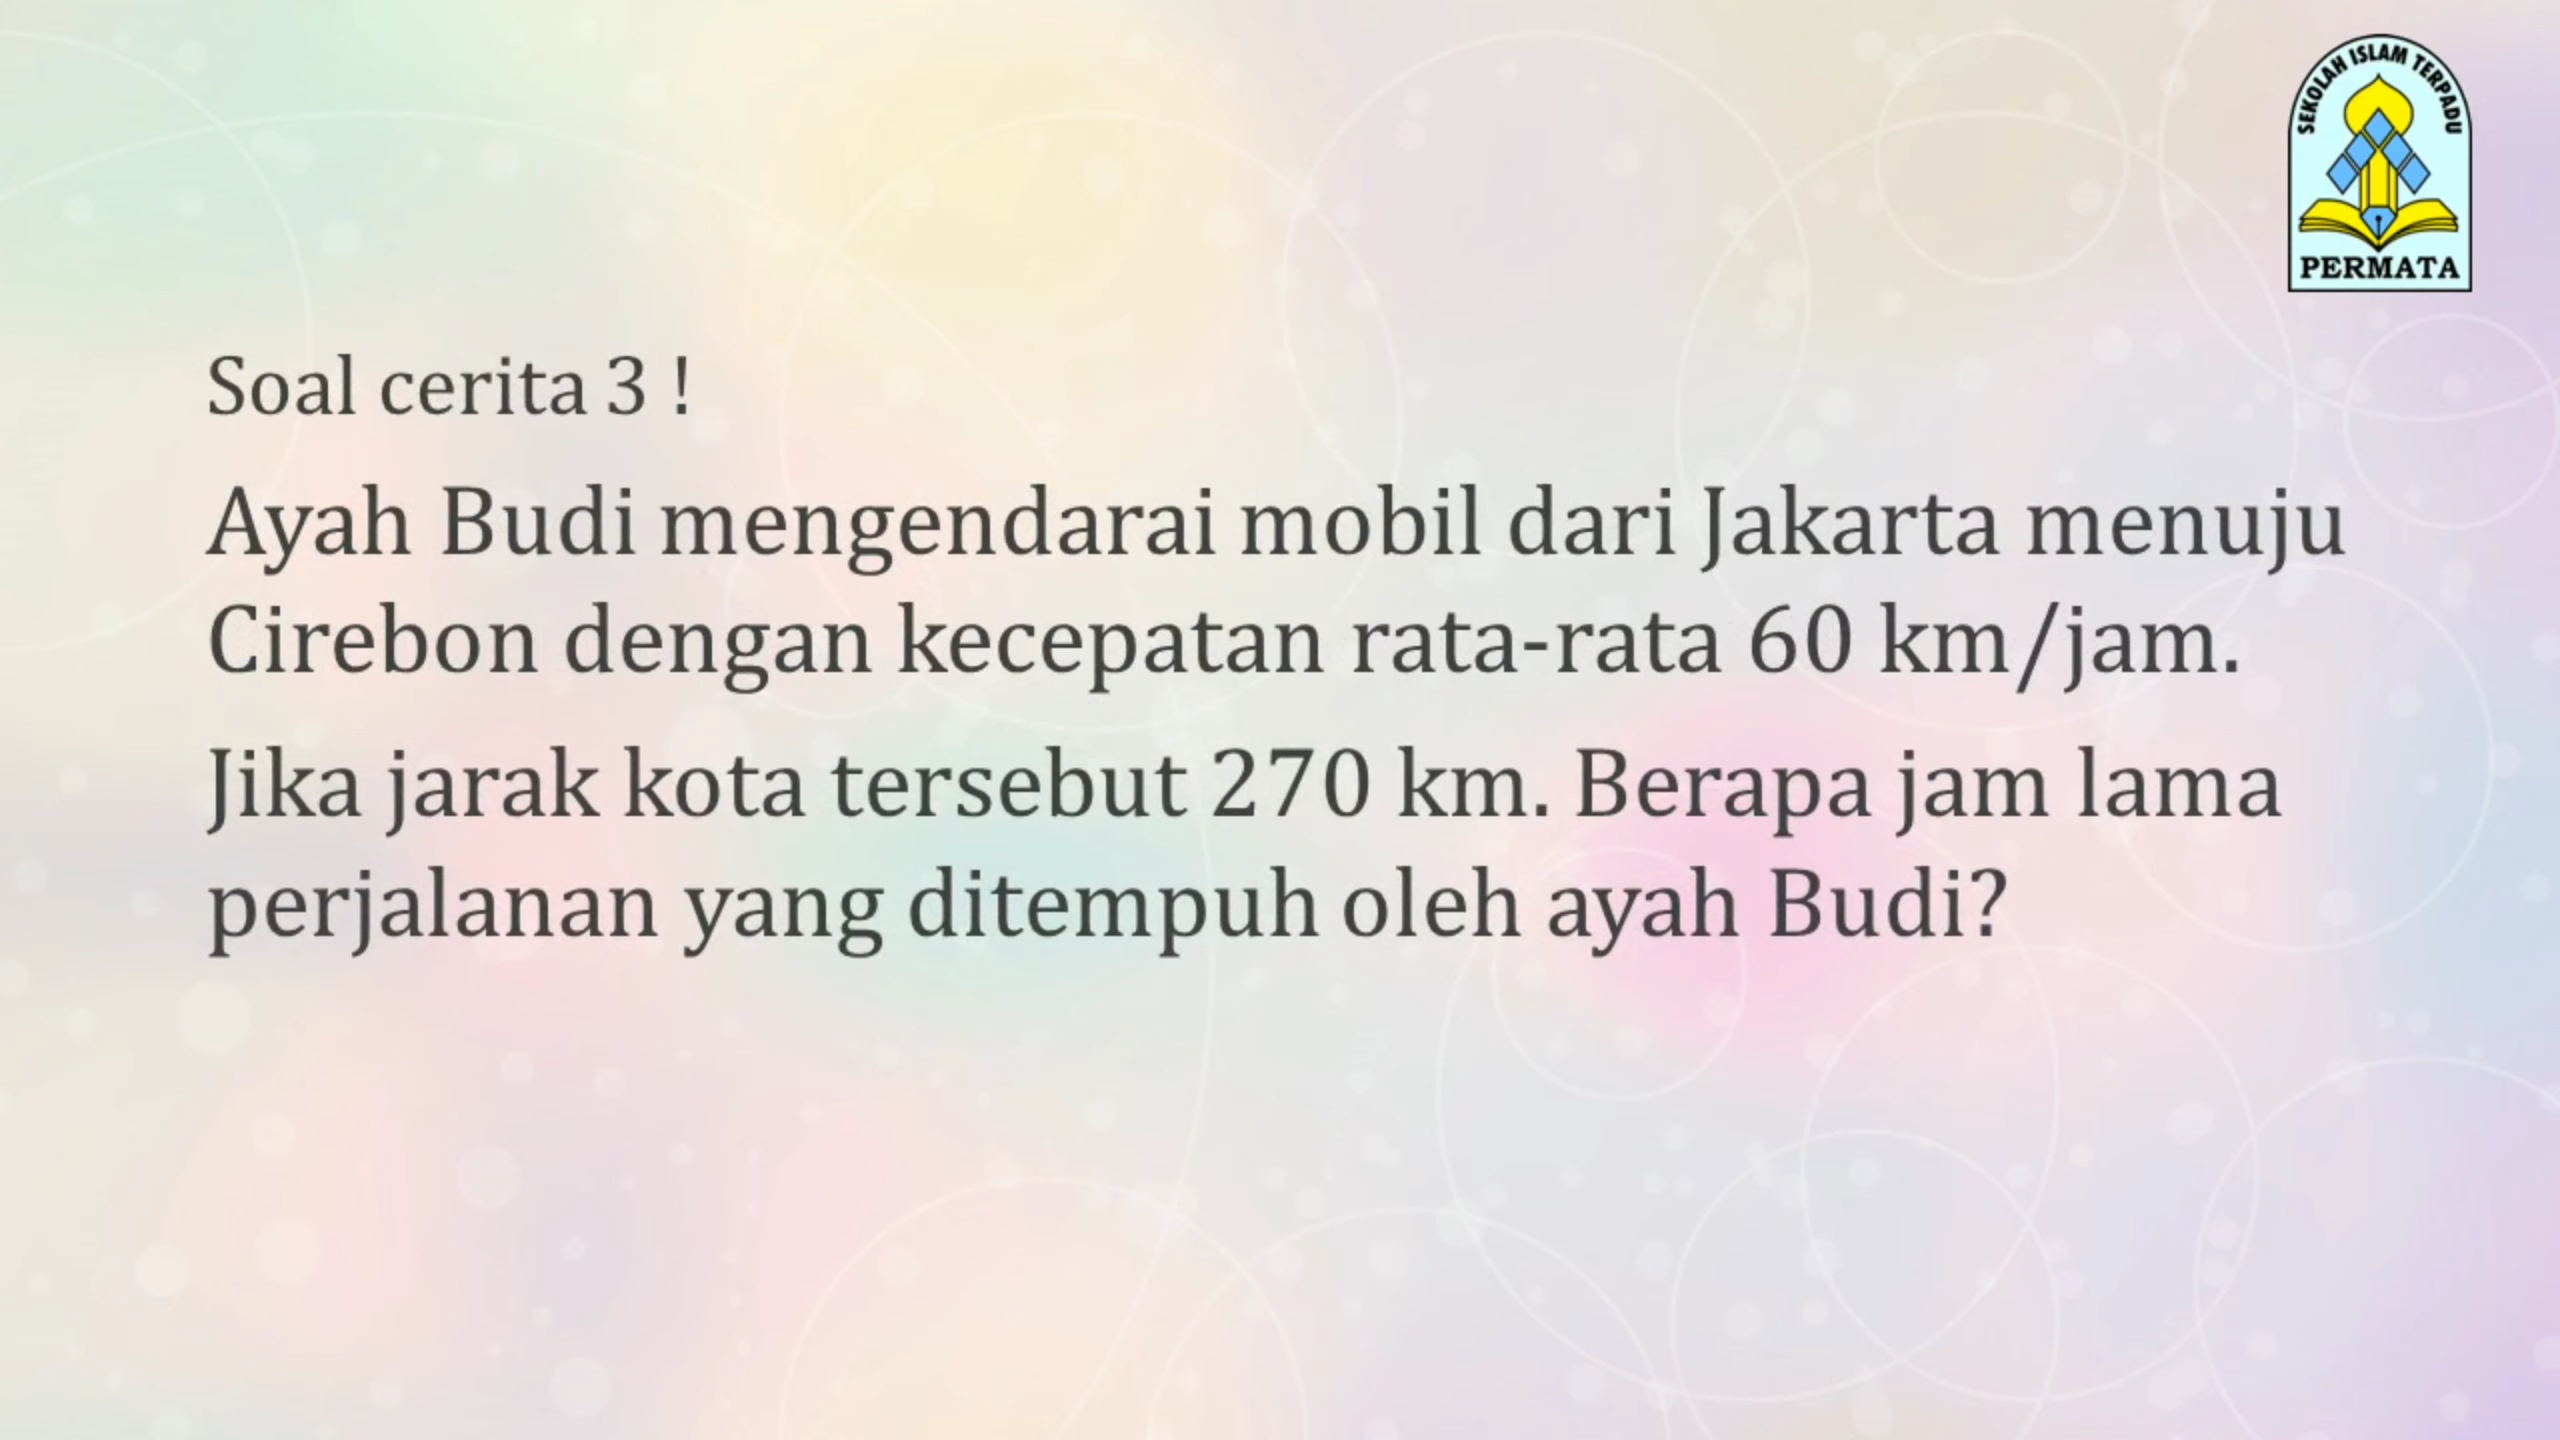 SEKOLAH ISLAM TERPADU
PERMATA
Soal cerita 3 !
Ayah Budi mengendarai mobil dari Jakarta menuju
Cirebon dengan kecepatan rata-rata 60 km/jam.
Jika jarak kota tersebut 270 km. Berapa jam lama
perjalanan yang ditempuh oleh ayah Budi?